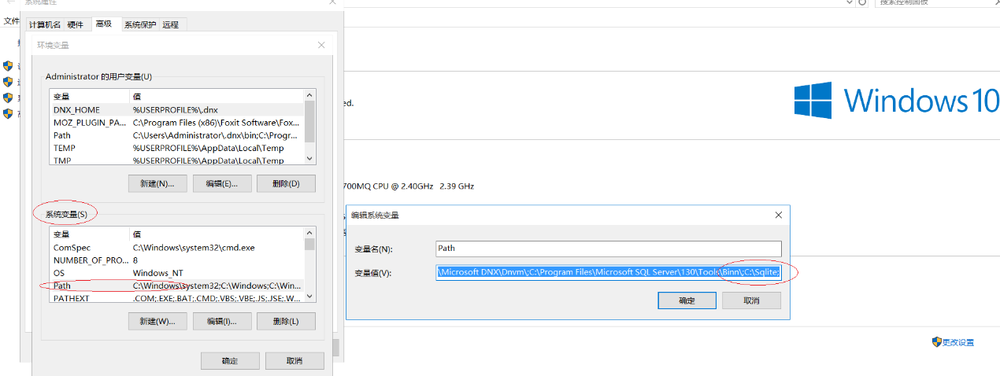 系统属性
搜索控制面板
文件
计算机名 硬件 高级 系统保护 远程
环境变量
Administrator 的用户变量(U)
变量 值
DNX_HOME %USERPROFILE%\.dnx
MOZ_PLUGIN_PA... C:\Program Files (x86)\Foxit Software\Fox...
Path C:\Users\Administrator\.dnx\bin;C:\Progr...
TEMP %USERPROFILE%\AppData\Local\Temp
TMP %USERPROFILE%\AppData\Local\Temp
新建(N)... 编辑(E)... 删除(D)
系统变量(S)
变量 值
ComSpec C:\Windows\system32\cmd.exe
NUMBER_OF_PRO... 8
OS Windows_NT
Path C:\Windows\system32;C:\Windows;C:\Win...
PATHEXT .COM;.EXE;.BAT;.CMD;.VBS;.VBE;.JS;.JSE;.W...
新建(W)... 编辑(I)... 删除(L)
确定 取消
ed.
Windows 10
700MQ CPU @ 2.40GHz 2.39 GHz
编辑系统变量
变量名(N): Path
变量值(V): \Microsoft DNX\Dnvm\;C:\Program Files\Microsoft SQL Server\130\Tools\Binn\;C:\Sqlite;
确定 取消
更改设置